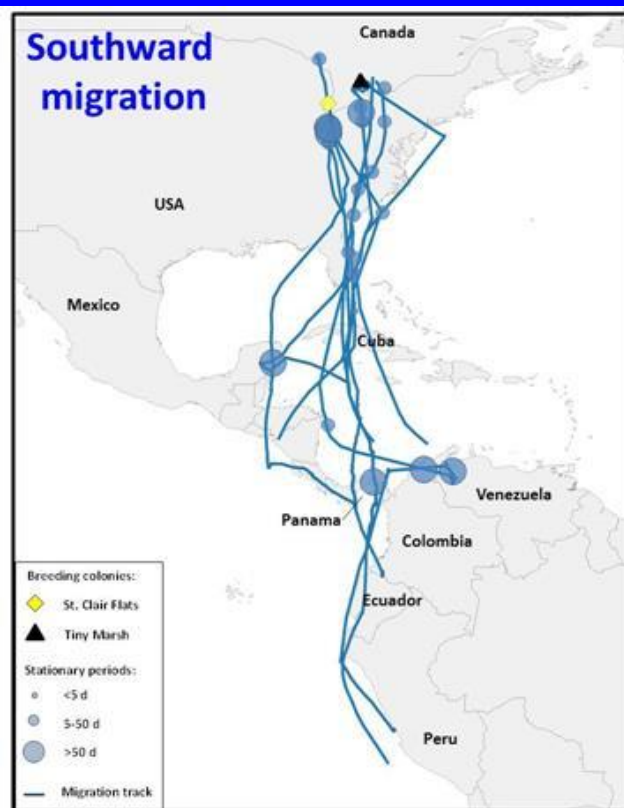 Southward
migration
Canada
USA
Mexico
Cuba
Panama
Venezuela
Colombia
Ecuador
Peru
Breeding colonies:
St. Clair Flats
Tiny Marsh
Stationary periods:
<5 d
5-50 d
>50 d
Migration track